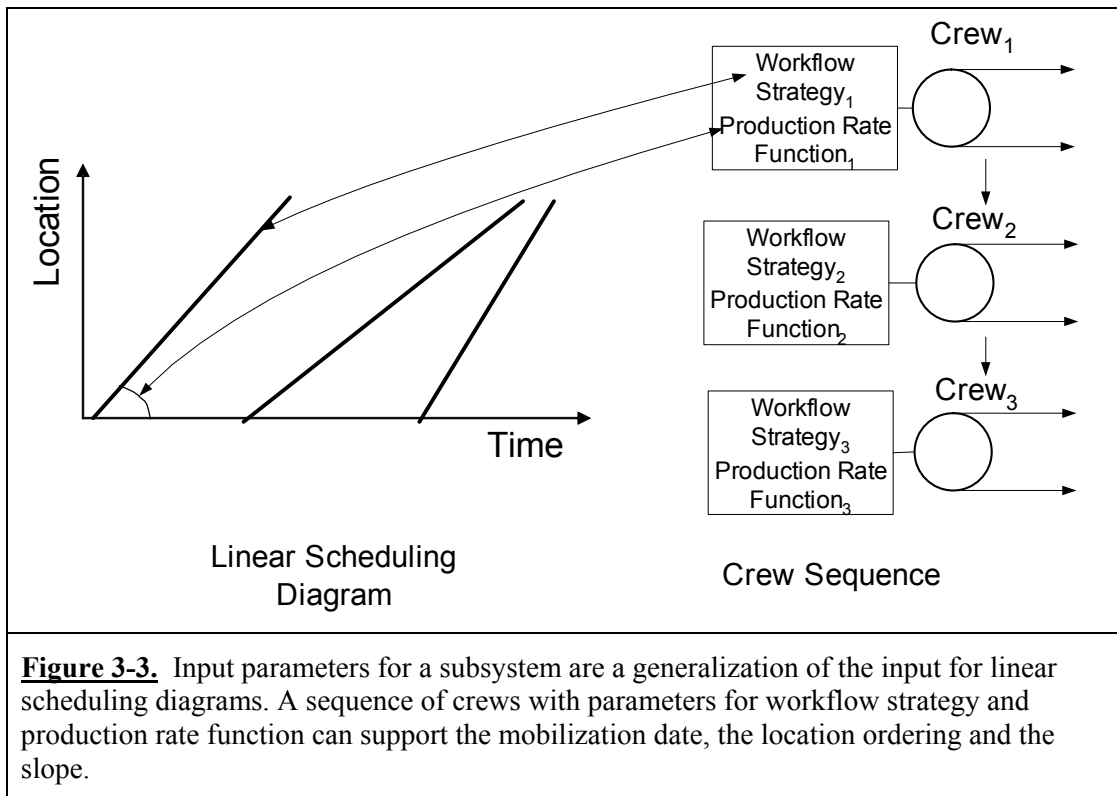 Location
Time
Linear Scheduling
Diagram
Workflow
Strategy1
Production Rate
Function1
Crew1
Workflow
Strategy2
Production Rate
Function2
Crew2
Workflow
Strategy3
Production Rate
Function3
Crew3
Crew Sequence
Figure 3-3. Input parameters for a subsystem are a generalization of the input for linear
scheduling diagrams. A sequence of crews with parameters for workflow strategy and
production rate function can support the mobilization date, the location ordering and the
slope.